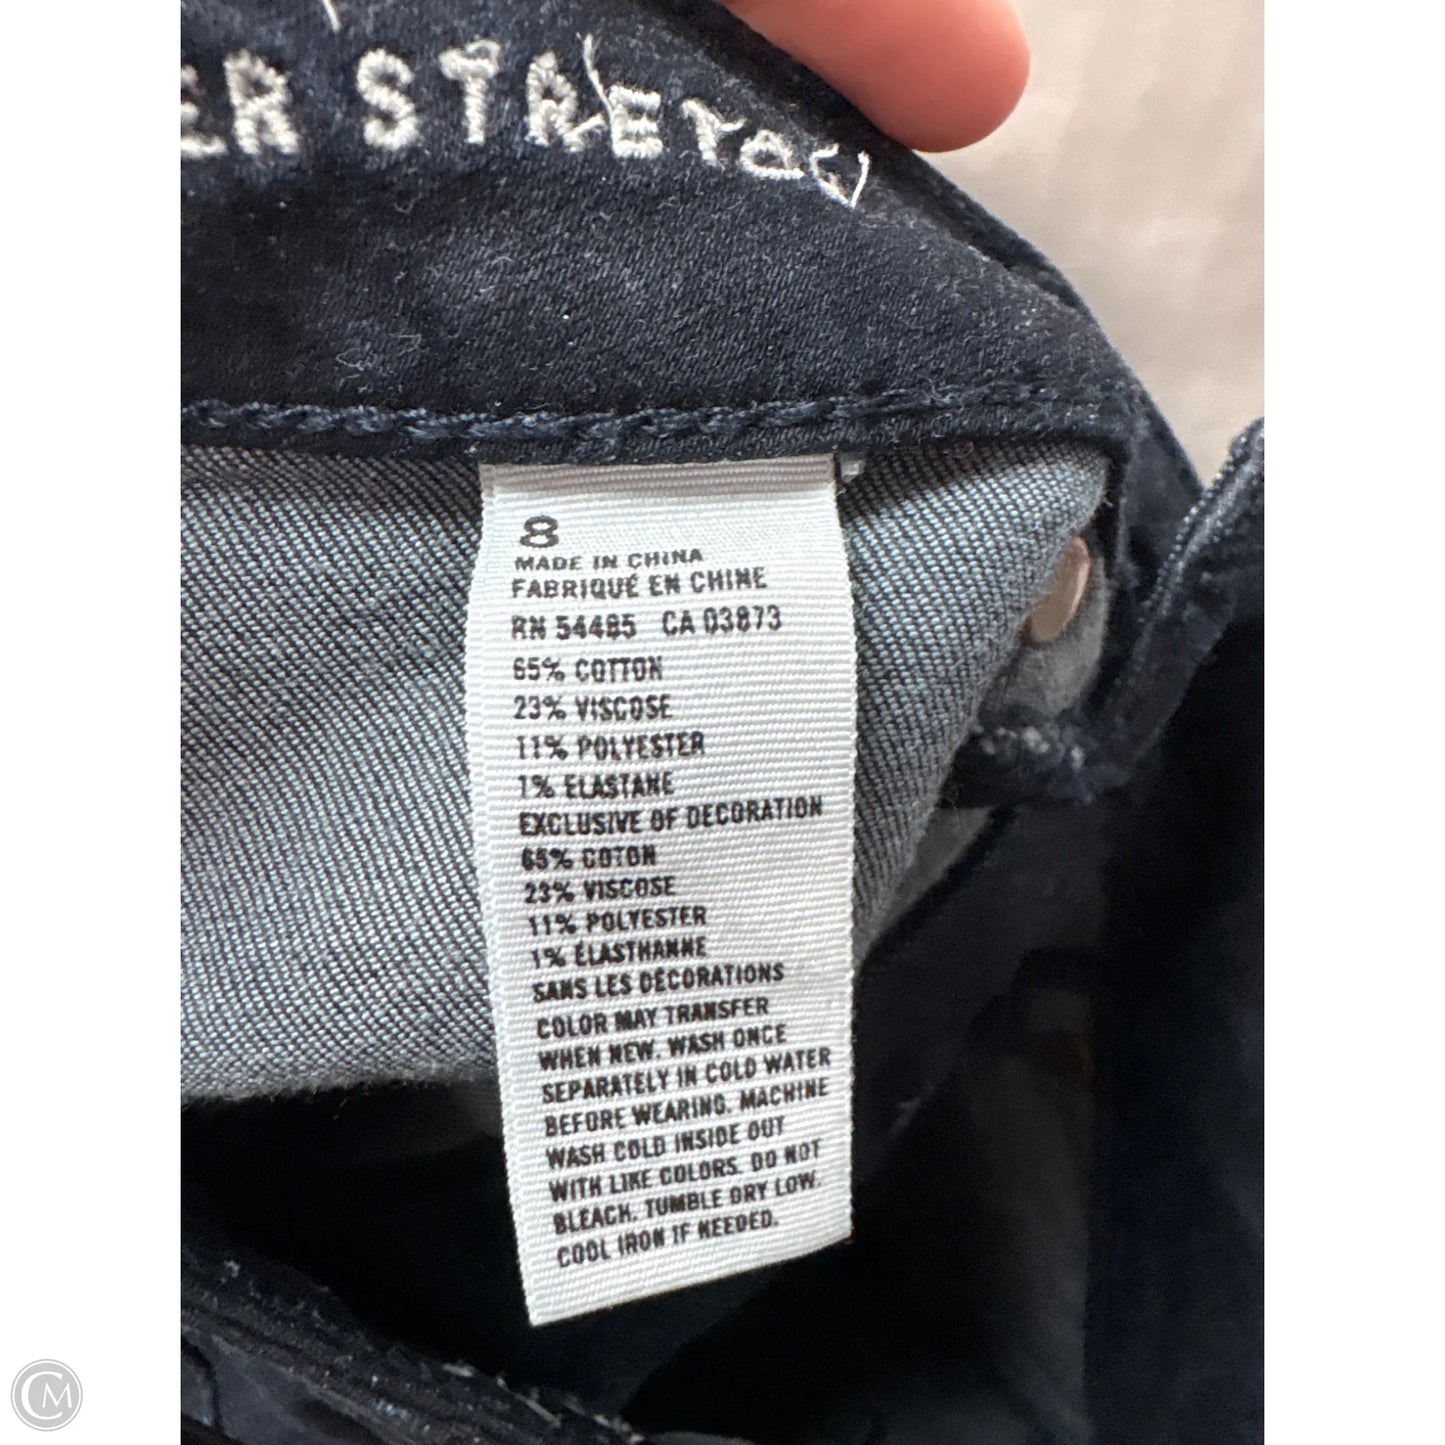 ER STRETCH
8
MADE IN CHINA
FABRIQUÉ EN CHINE
RN 54485 CA 03873
65% COTTON
23% VISCOSE
11% POLYESTER
1% ELASTANE
EXCLUSIVE OF DECORATION
65% COTON
23% VISCOSE
11% POLYESTER
1% ÉLASTHANNE
SANS LES DÉCORATIONS
COLOR MAY TRANSFER
WHEN NEW. WASH ONCE
SEPARATELY IN COLD WATER
BEFORE WEARING. MACHINE
WASH COLD INSIDE OUT
WITH LIKE COLORS. DO NOT
BLEACH. TUMBLE DRY LOW.
COOL IRON IF NEEDED.
CM